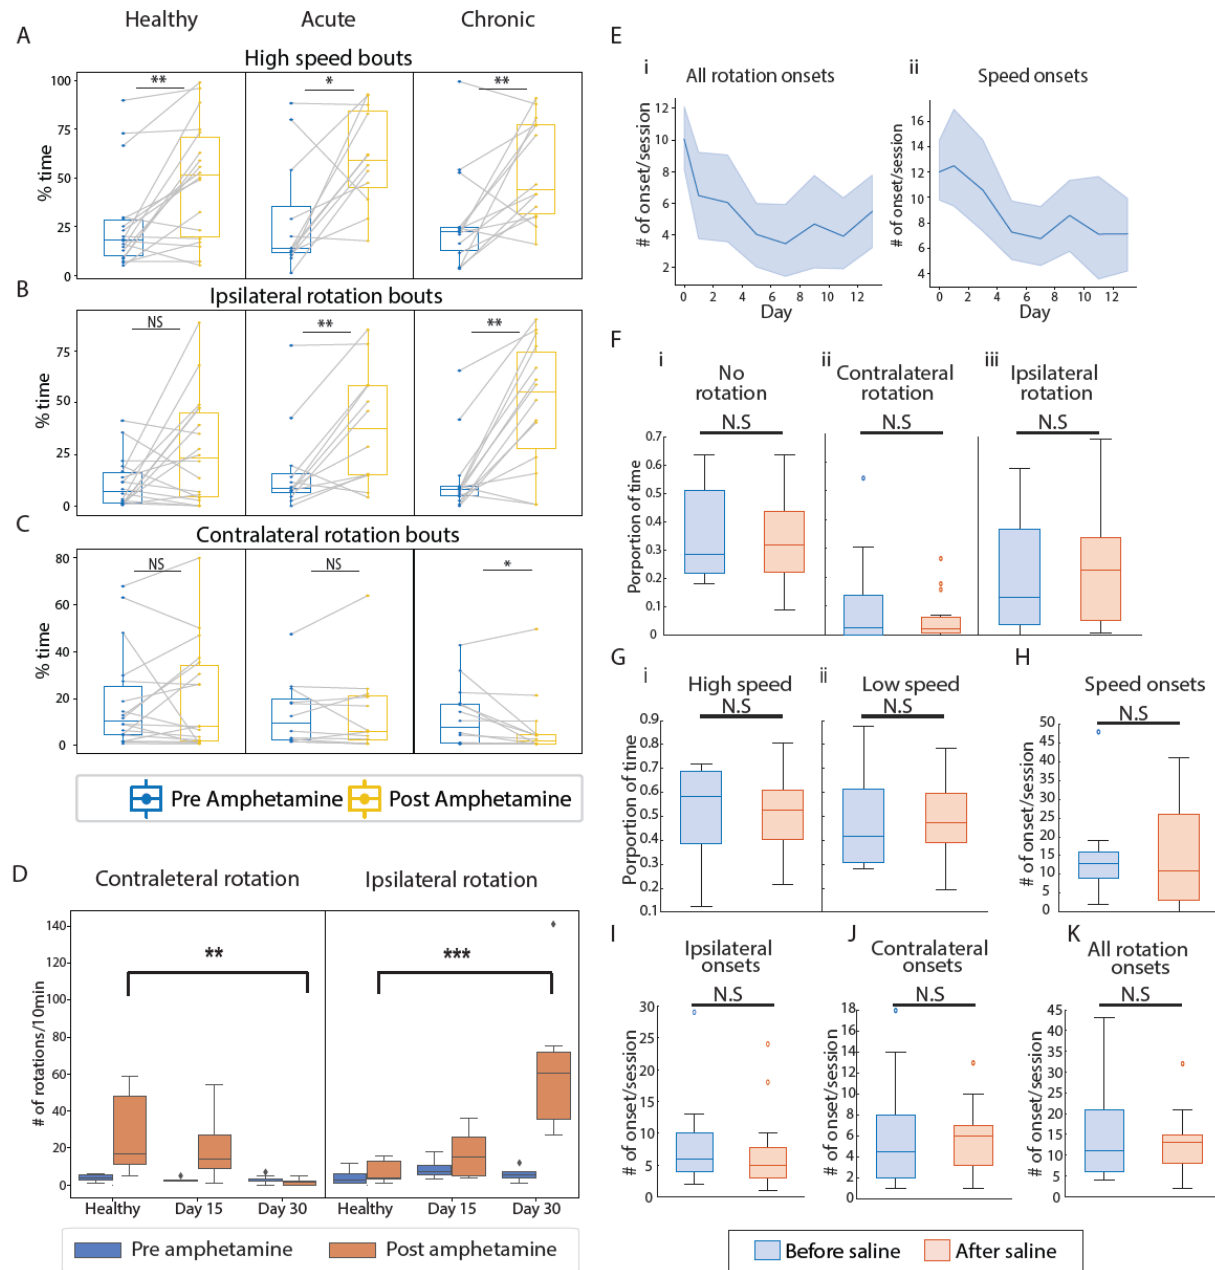 Healthy Acute Chronic
A
High speed bouts
** * **
100
75
50
25
0
% time
B
Ipsilateral rotation bouts
NS ** **
75
50
25
0
% time
C
Contralateral rotation bouts
NS NS *
80
60
40
20
0
% time
Pre Amphetamine Post Amphetamine
D
Contraleteral rotation Ipsilateral rotation
** ***
140
120
100
80
60
40
20
0
# of rotations/10min
Healthy Day 15 Day 30 Healthy Day 15 Day 30
Pre amphetamine Post amphetamine
E
i All rotation onsets
12
10
8
6
4
2
# of onset/session
0 2 4 6 8 10 12
Day
ii Speed onsets
16
14
12
10
8
6
4
# of onset/session
0 2 4 6 8 10 12
Day
F
i ii iii
No
rotation
Contralateral
rotation
Ipsilateral
rotation
N.S N.S N.S
0.7
0.6
0.5
0.4
0.3
0.2
0.1
0
Porportion of time
G
i High speed ii Low speed
N.S N.S
0.9
0.8
0.7
0.6
0.5
0.4
0.3
0.2
0.1
Porportion of time
H
Speed onsets
N.S
50
45
40
35
30
25
20
15
10
5
0
# of onset/session
I
Ipsilateral
onsets
N.S
30
25
20
15
10
5
0
# of onset/session
J
Contralateral
onsets
N.S
18
16
14
12
10
8
6
4
2
0
# of onset/session
K
All rotation
onsets
N.S
45
40
35
30
25
20
15
10
5
0
# of onset/session
Before saline After saline